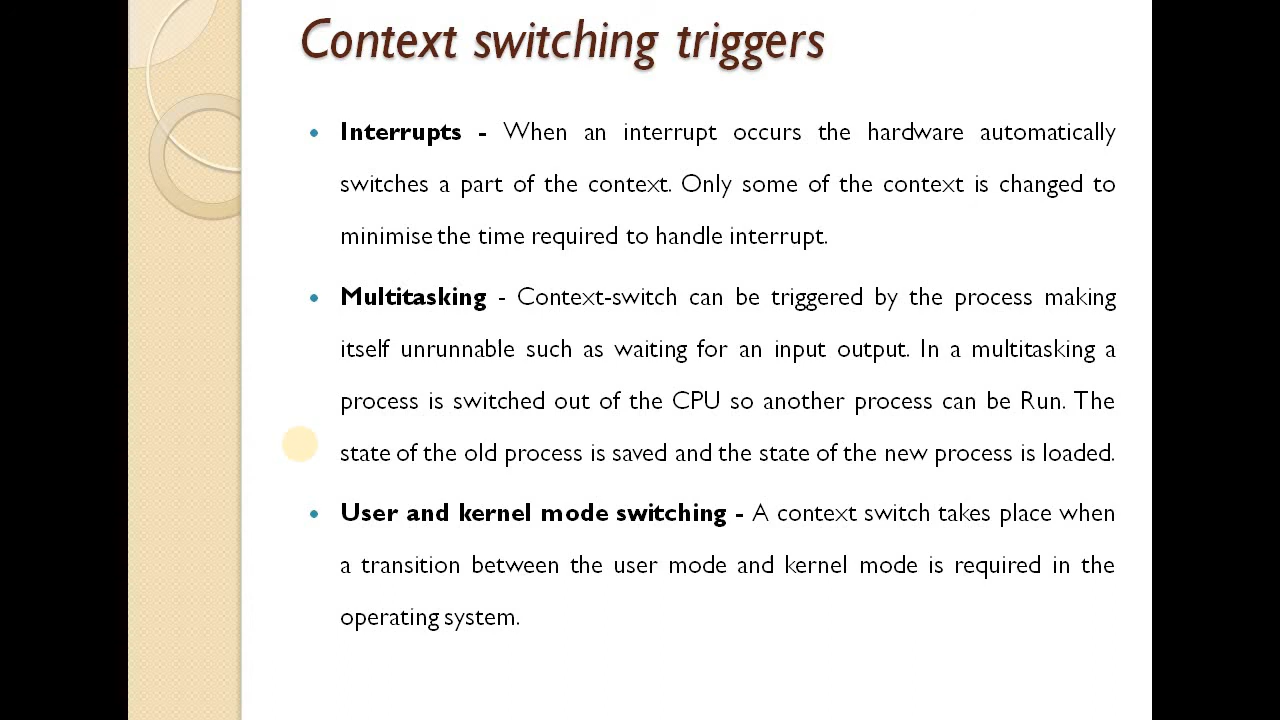 Context switching triggers
• Interrupts - When an interrupt occurs the hardware automatically
switches a part of the context. Only some of the context is changed to
minimise the time required to handle interrupt.
• Multitasking - Context-switch can be triggered by the process making
itself unrunnable such as waiting for an input output. In a multitasking a
process is switched out of the CPU so another process can be Run. The
state of the old process is saved and the state of the new process is loaded.
• User and kernel mode switching - A context switch takes place when
a transition between the user mode and kernel mode is required in the
operating system.